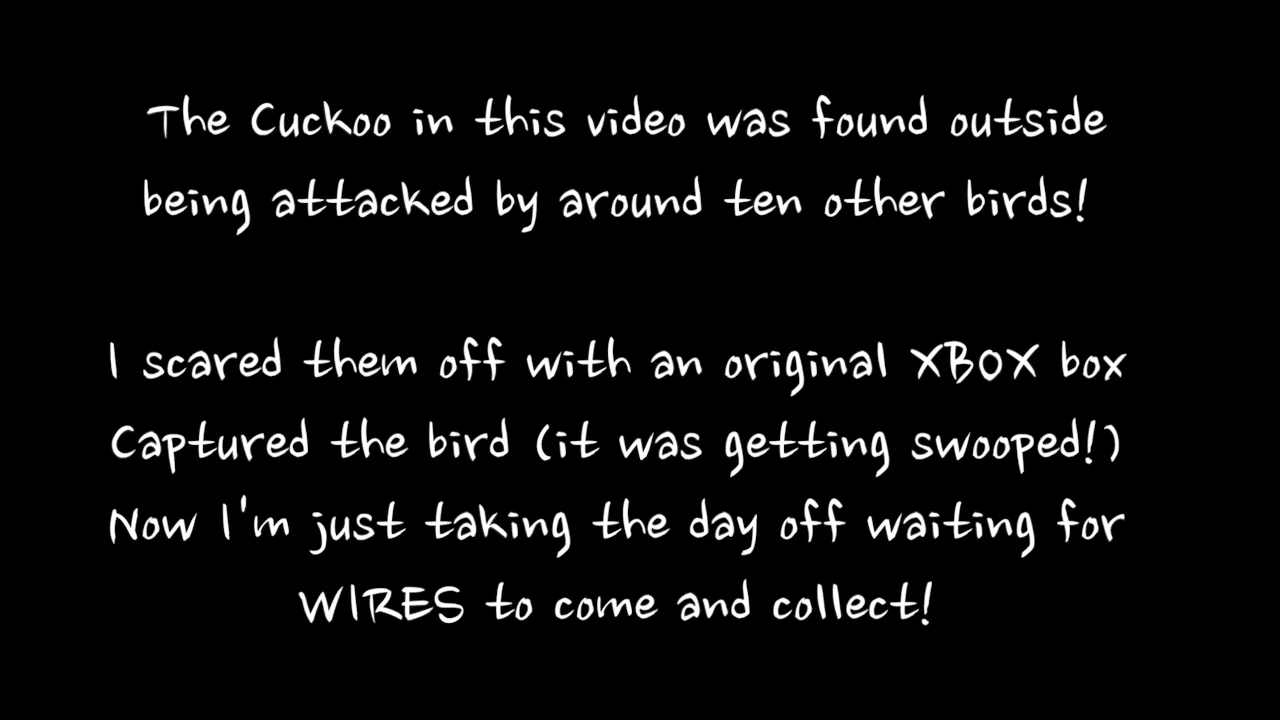 The Cuckoo in this video was found outside
being attacked by around ten other birds!
I scared them off with an original XBOX box
Captured the bird (it was getting swooped!)
Now I'm just taking the day off waiting for
WIRES to come and collect!